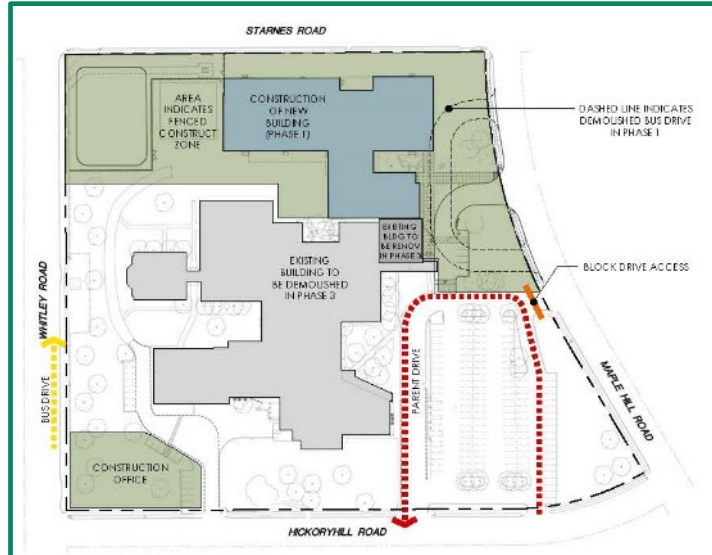 STARNES ROAD
AREA
INDICATES
FENCED
CONSTRUCT
ZONE
CONSTRUCTION
OF NEW
BUILDING
(PHASE 1)
DASHED LINE INDICATES
DEMOLISHED BUS DRIVE
IN PHASE 1
EXISTING
BLDG TO
BE RENOV
IN PHASE 3
EXISTING
BUILDING TO
BE DEMOLISHED
IN PHASE 3
BLOCK DRIVE ACCESS
WHITLEY ROAD
BUS DRIVE
PARENT DRIVE
MAPLE HILL ROAD
CONSTRUCTION
OFFICE
HICKORYHILL ROAD